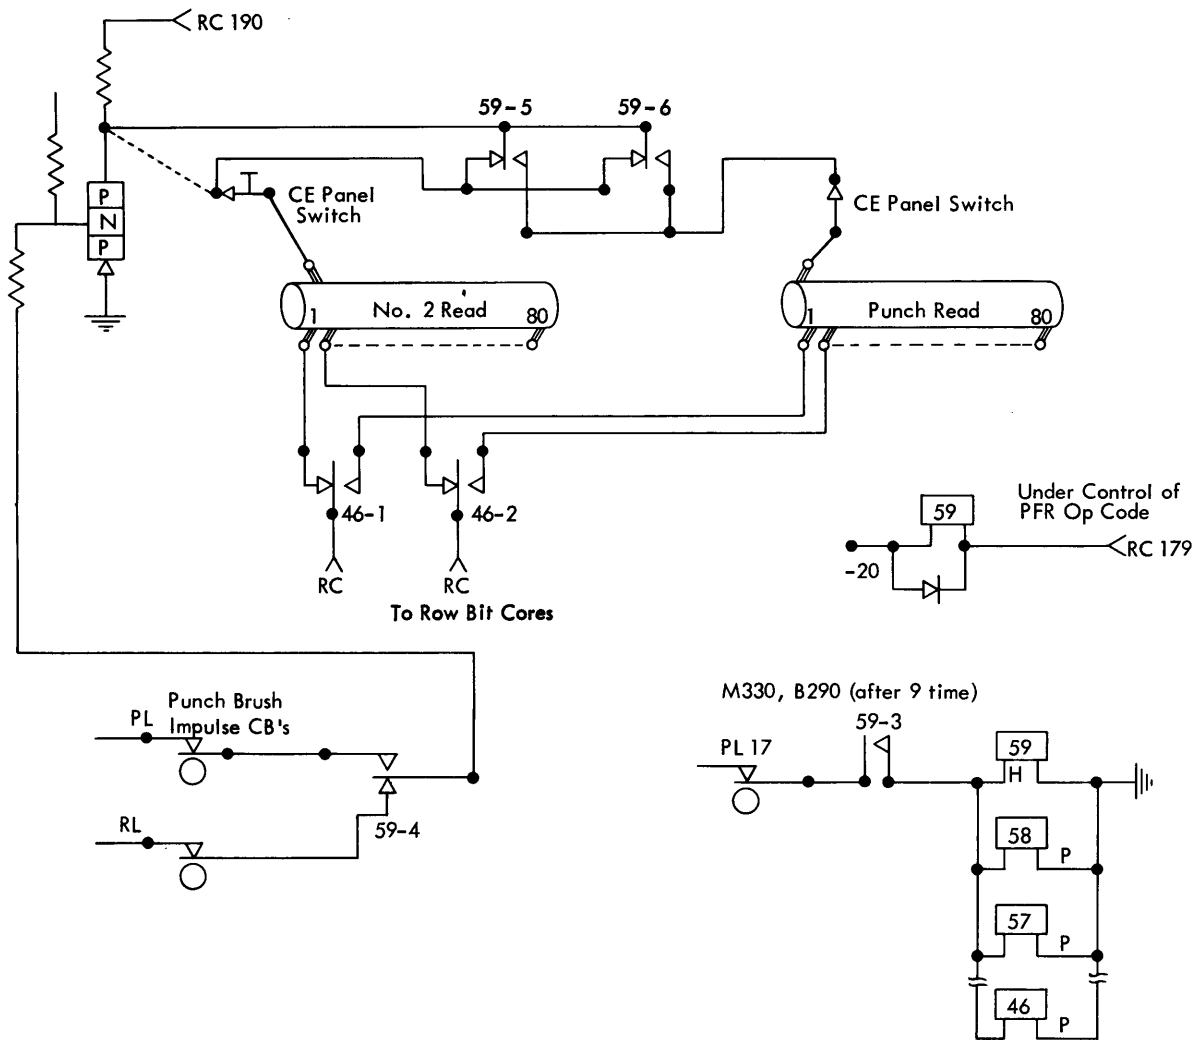 RC 190
59-5
59-6
P
N
P
CE Panel
Switch
CE Panel Switch
1
No. 2 Read
80
1
Punch Read
80
46-1
46-2
RC
RC
To Row Bit Cores
59
Under Control of
PFR Op Code
-20
RC 179
Punch Brush
Impulse CB's
PL
59-4
RL
M330, B290 (after 9 time)
59-3
PL 17
59
H
58
P
57
P
46
P